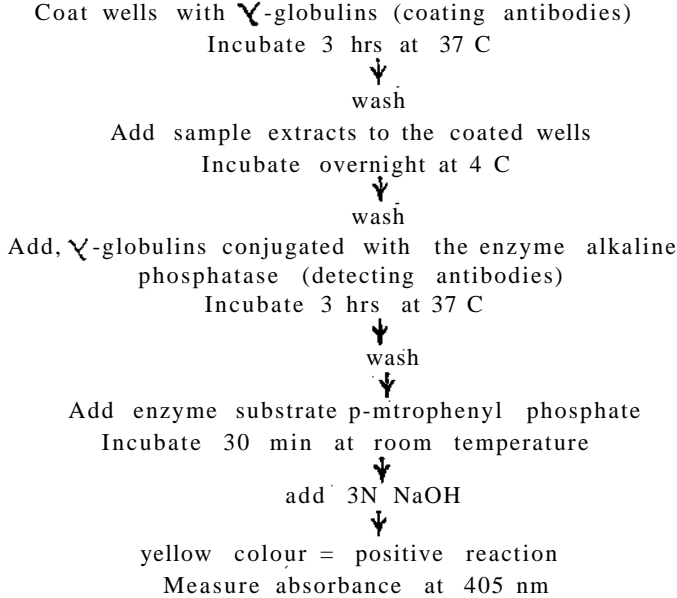 Coat wells with γ-globulins (coating antibodies)
Incubate 3 hrs at 37 C
wash
Add sample extracts to the coated wells
Incubate overnight at 4 C
wash
Add, γ-globulins conjugated with the enzyme alkaline
phosphatase (detecting antibodies)
Incubate 3 hrs at 37 C
wash
Add enzyme substrate p-mtrophenyl phosphate
Incubate 30 min at room temperature
add 3N NaOH
yellow colour = positive reaction
Measure absorbance at 405 nm